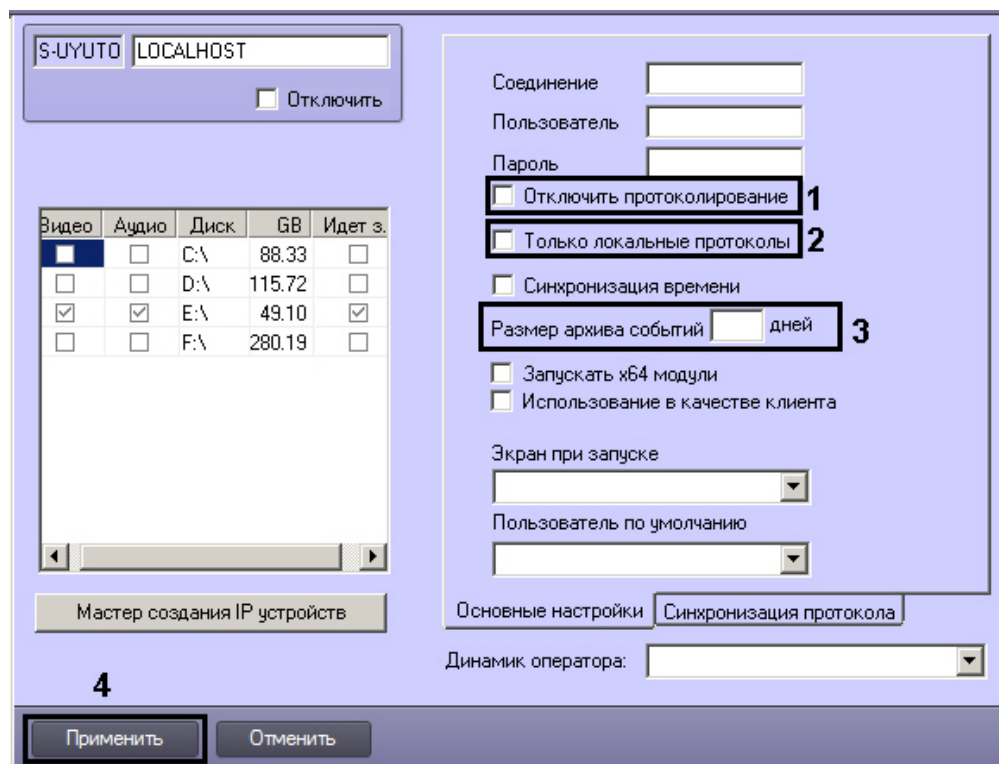 S-UYUTO LOCALHOST
Отключить
Видео Аудио Диск GB Идет з.
C:\ 88.33
D:\ 115.72
E:\ 49.10
F:\ 280.19
Мастер создания IP устройств
Соединение
Пользователь
Пароль
Отключить протоколирование 1
Только локальные протоколы 2
Синхронизация времени
Размер архива событий дней 3
Запускать x64 модули
Использование в качестве клиента
Экран при запуске
Пользователь по умолчанию
Основные настройки Синхронизация протокола
Динамик оператора:
4
Применить Отменить